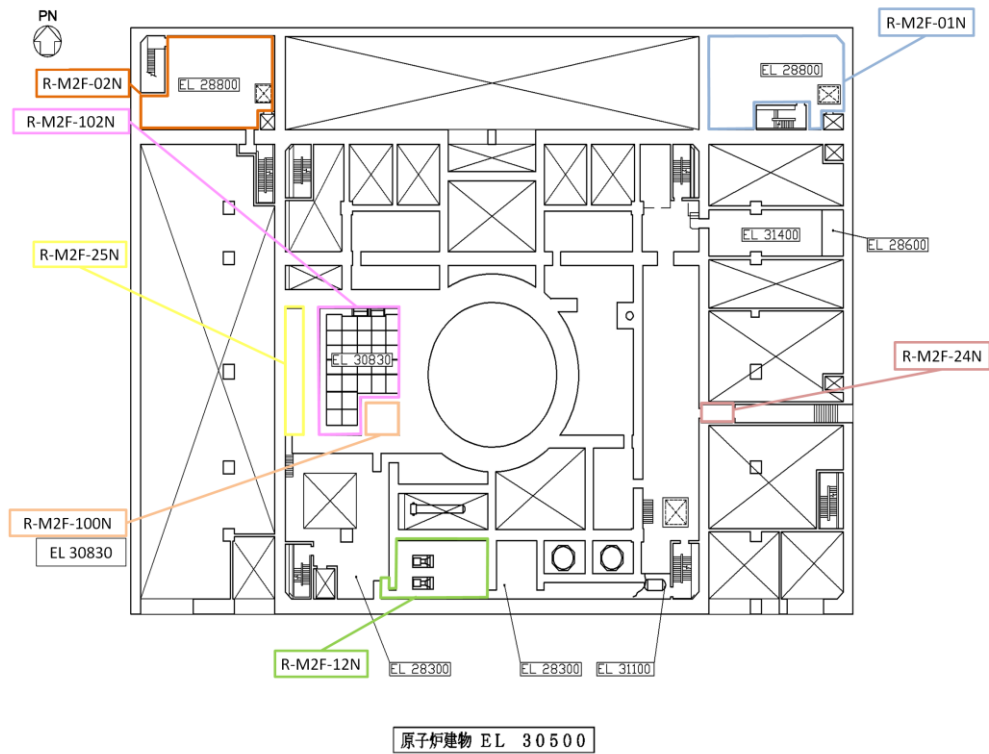 PN
R-M2F-01N
R-M2F-02N
EL 28800
EL 28800
R-M2F-102N
EL 31400
EL 28600
R-M2F-25N
EL 30830
R-M2F-24N
R-M2F-100N
EL 30830
R-M2F-12N
EL 28300
EL 28300
EL 31100
原子炉建物 EL 30500